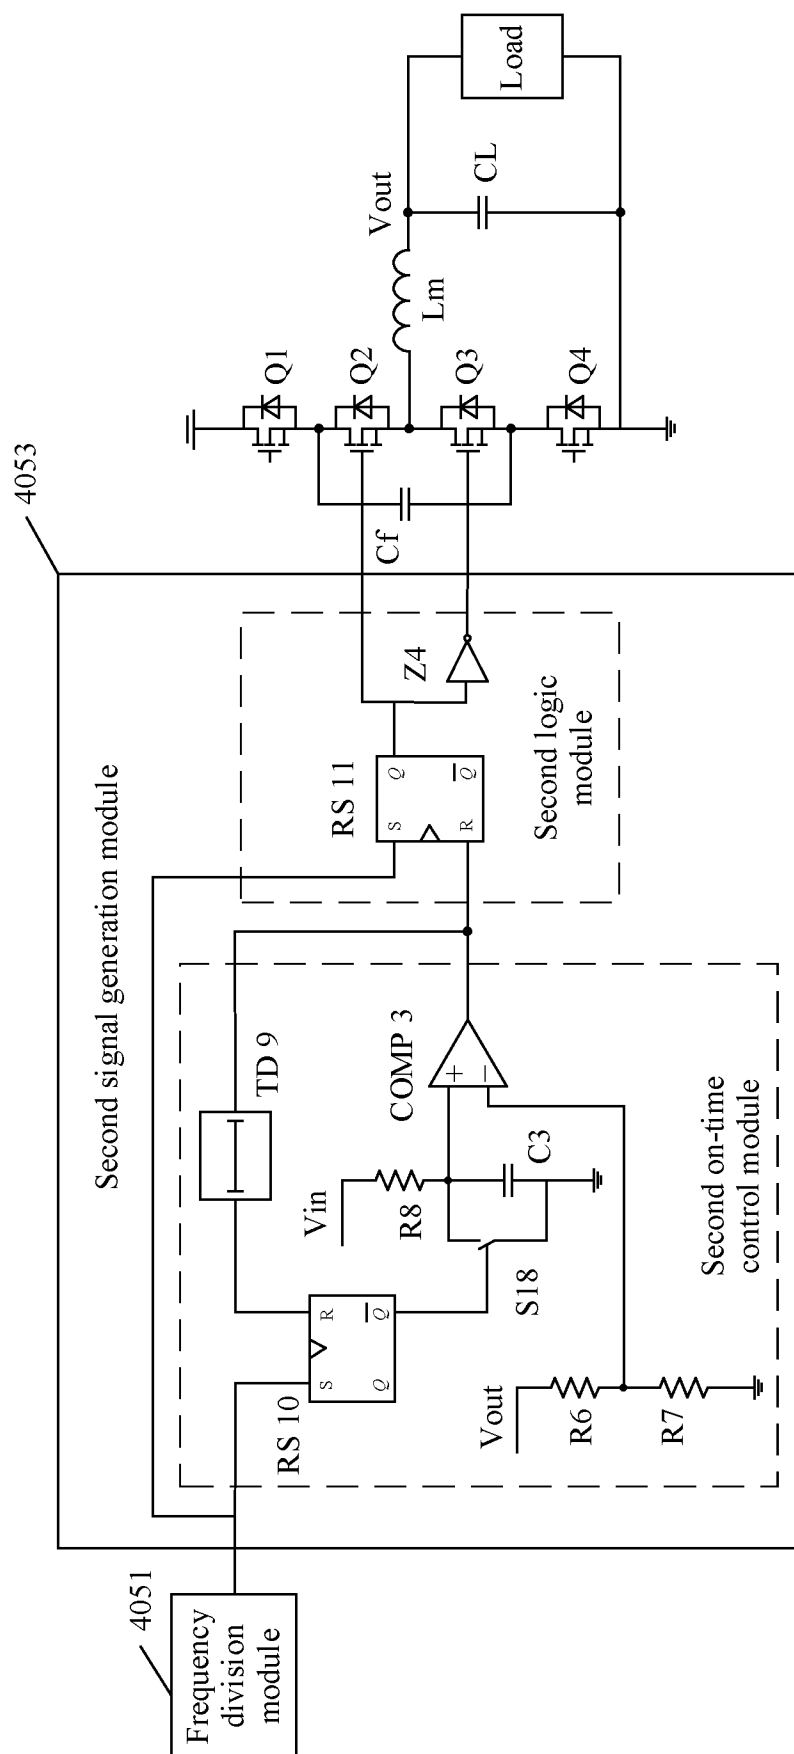 4053
Second signal generation module
4051
Frequency
division
module
RS 10
S
R
Q
Q
TD 9
Vin
R8
S18
C3
COMP 3
+
−
Vout
R6
R7
Second on-time
control module
RS 11
S
Q
R
Q
Z4
Second logic
module
Cf
Q1
Q2
Q3
Q4
Lm
Vout
CL
Load